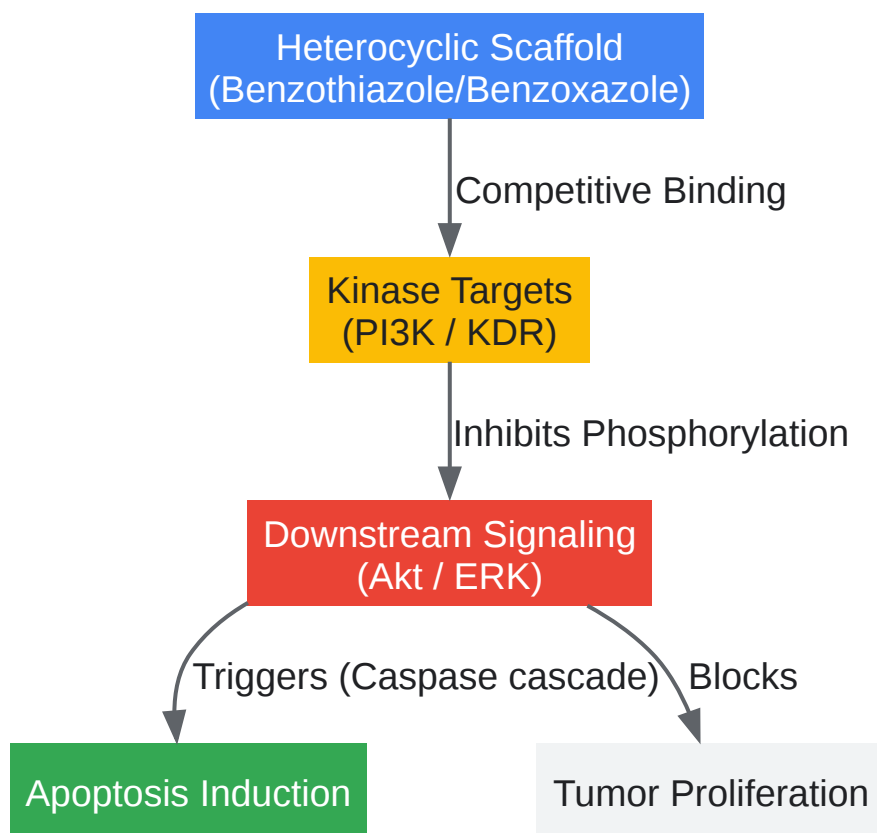 Heterocyclic Scaffold
(Benzothiazole/Benzoxazole)
Competitive Binding
Kinase Targets
(PI3K / KDR)
Inhibits Phosphorylation
Downstream Signaling
(Akt / ERK)
Triggers (Caspase cascade)
Blocks
Apoptosis Induction
Tumor Proliferation